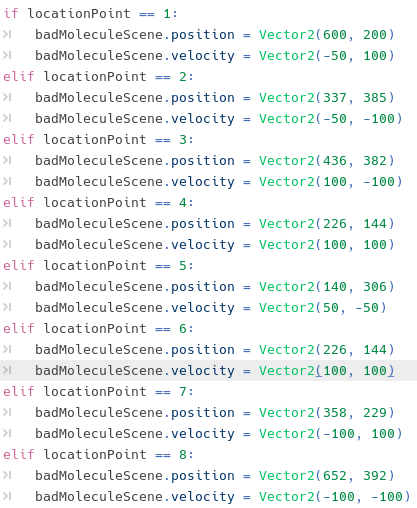 if locationPoint == 1:
badMoleculeScene.position = Vector2(600, 200)
badMoleculeScene.velocity = Vector2(-50, 100)
elif locationPoint == 2:
badMoleculeScene.position = Vector2(337, 385)
badMoleculeScene.velocity = Vector2(-50, -100)
elif locationPoint == 3:
badMoleculeScene.position = Vector2(436, 382)
badMoleculeScene.velocity = Vector2(100, -100)
elif locationPoint == 4:
badMoleculeScene.position = Vector2(226, 144)
badMoleculeScene.velocity = Vector2(100, 100)
elif locationPoint == 5:
badMoleculeScene.position = Vector2(140, 306)
badMoleculeScene.velocity = Vector2(50, -50)
elif locationPoint == 6:
badMoleculeScene.position = Vector2(226, 144)
badMoleculeScene.velocity = Vector2(100, 100)
elif locationPoint == 7:
badMoleculeScene.position = Vector2(358, 229)
badMoleculeScene.velocity = Vector2(-100, 100)
elif locationPoint == 8:
badMoleculeScene.position = Vector2(652, 392)
badMoleculeScene.velocity = Vector2(-100, -100)